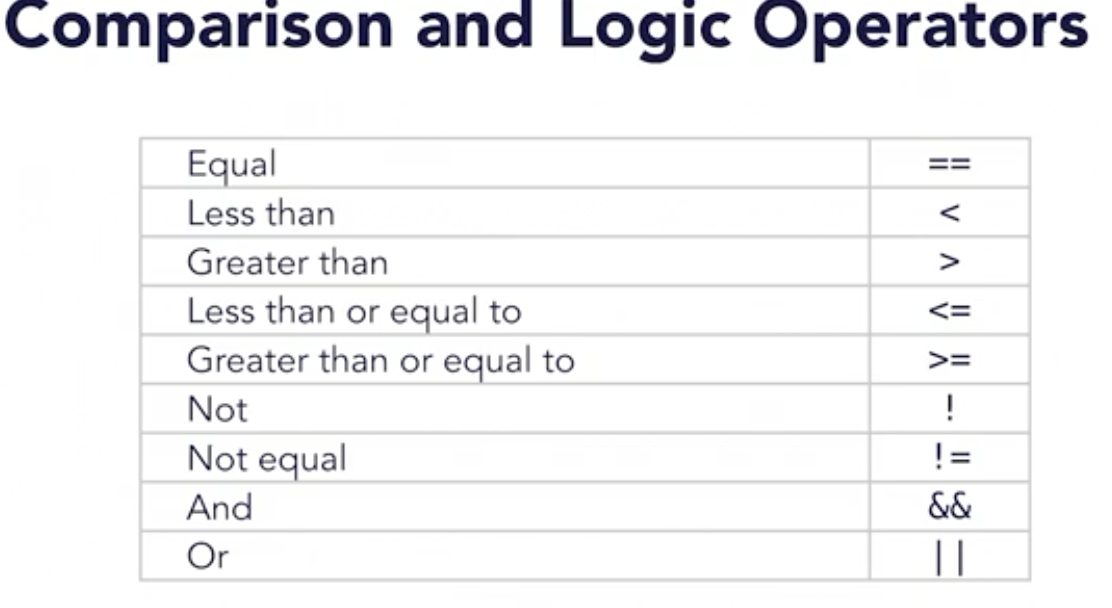 Comparison and Logic Operators
Equal ==
Less than <
Greater than >
Less than or equal to <=
Greater than or equal to >=
Not !
Not equal !=
And &&
Or ||